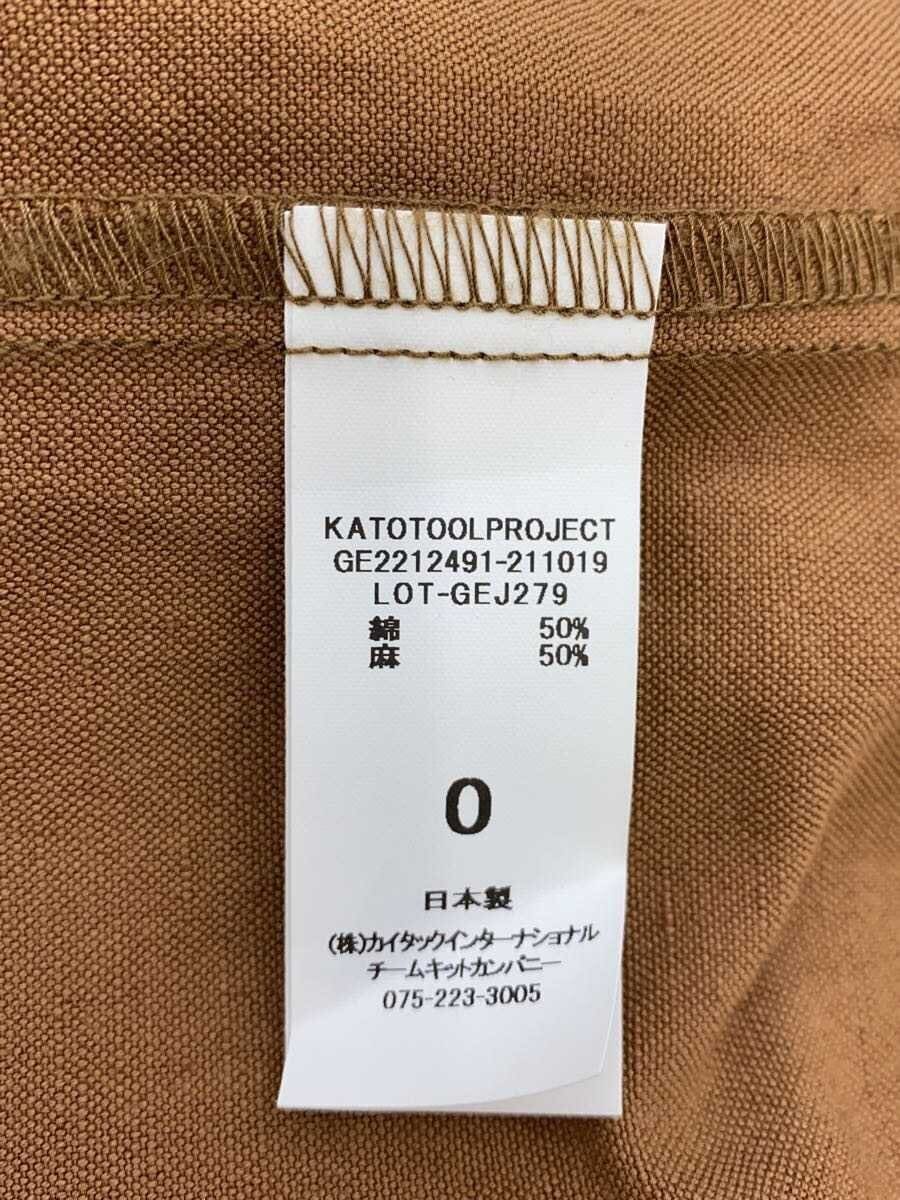 KATOTOOLPROJECT
GE2212491-211019
LOT-GEJ279
綿 50%
麻 50%
0
日本製
(株)カイタックインターナショナル
チームキットカンパニー
075-223-3005